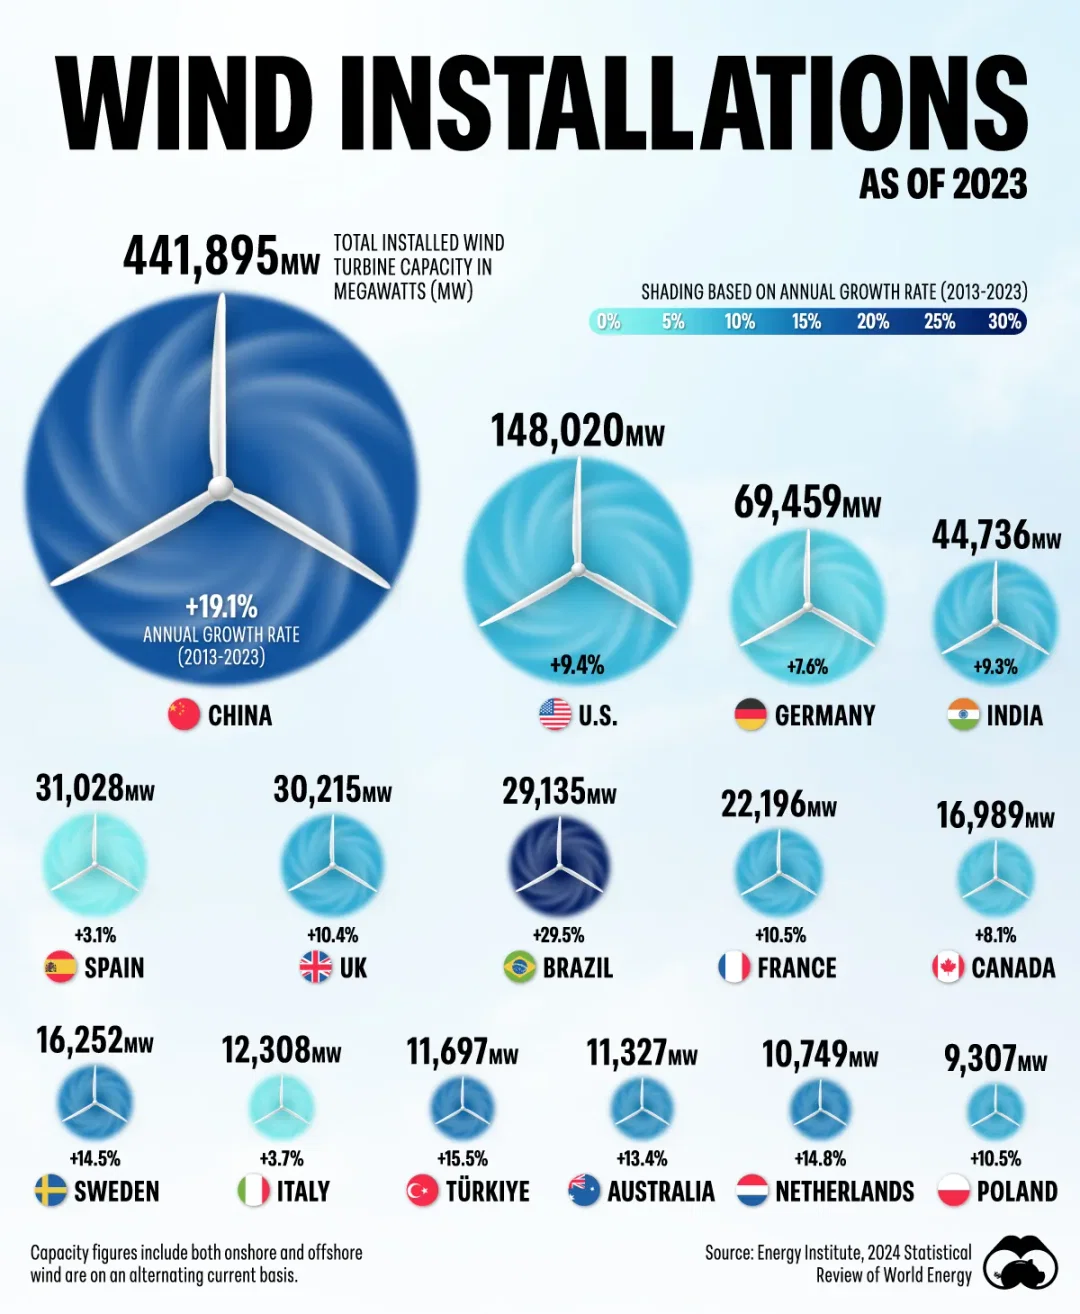 WIND INSTALLATIONS
AS OF 2023
441,895MW
TOTAL INSTALLED WIND
TURBINE CAPACITY IN
MEGAWATTS (MW)
SHADING BASED ON ANNUAL GROWTH RATE (2013-2023)
0% 5% 10% 15% 20% 25% 30%
148,020MW
69,459MW
44,736MW
+19.1%
ANNUAL GROWTH RATE
(2013-2023)
+9.4%
+7.6%
+9.3%
CHINA
U.S.
GERMANY
INDIA
31,028MW
30,215MW
29,135MW
22,196MW
16,989MW
+3.1%
+10.4%
+29.5%
+10.5%
+8.1%
SPAIN
UK
BRAZIL
FRANCE
CANADA
16,252MW
12,308MW
11,697MW
11,327MW
10,749MW
9,307MW
+14.5%
+3.7%
+15.5%
+13.4%
+14.8%
+10.5%
SWEDEN
ITALY
TÜRKIYE
AUSTRALIA
NETHERLANDS
POLAND
Capacity figures include both onshore and offshore
wind are on an alternating current basis.
Source: Energy Institute, 2024 Statistical
Review of World Energy